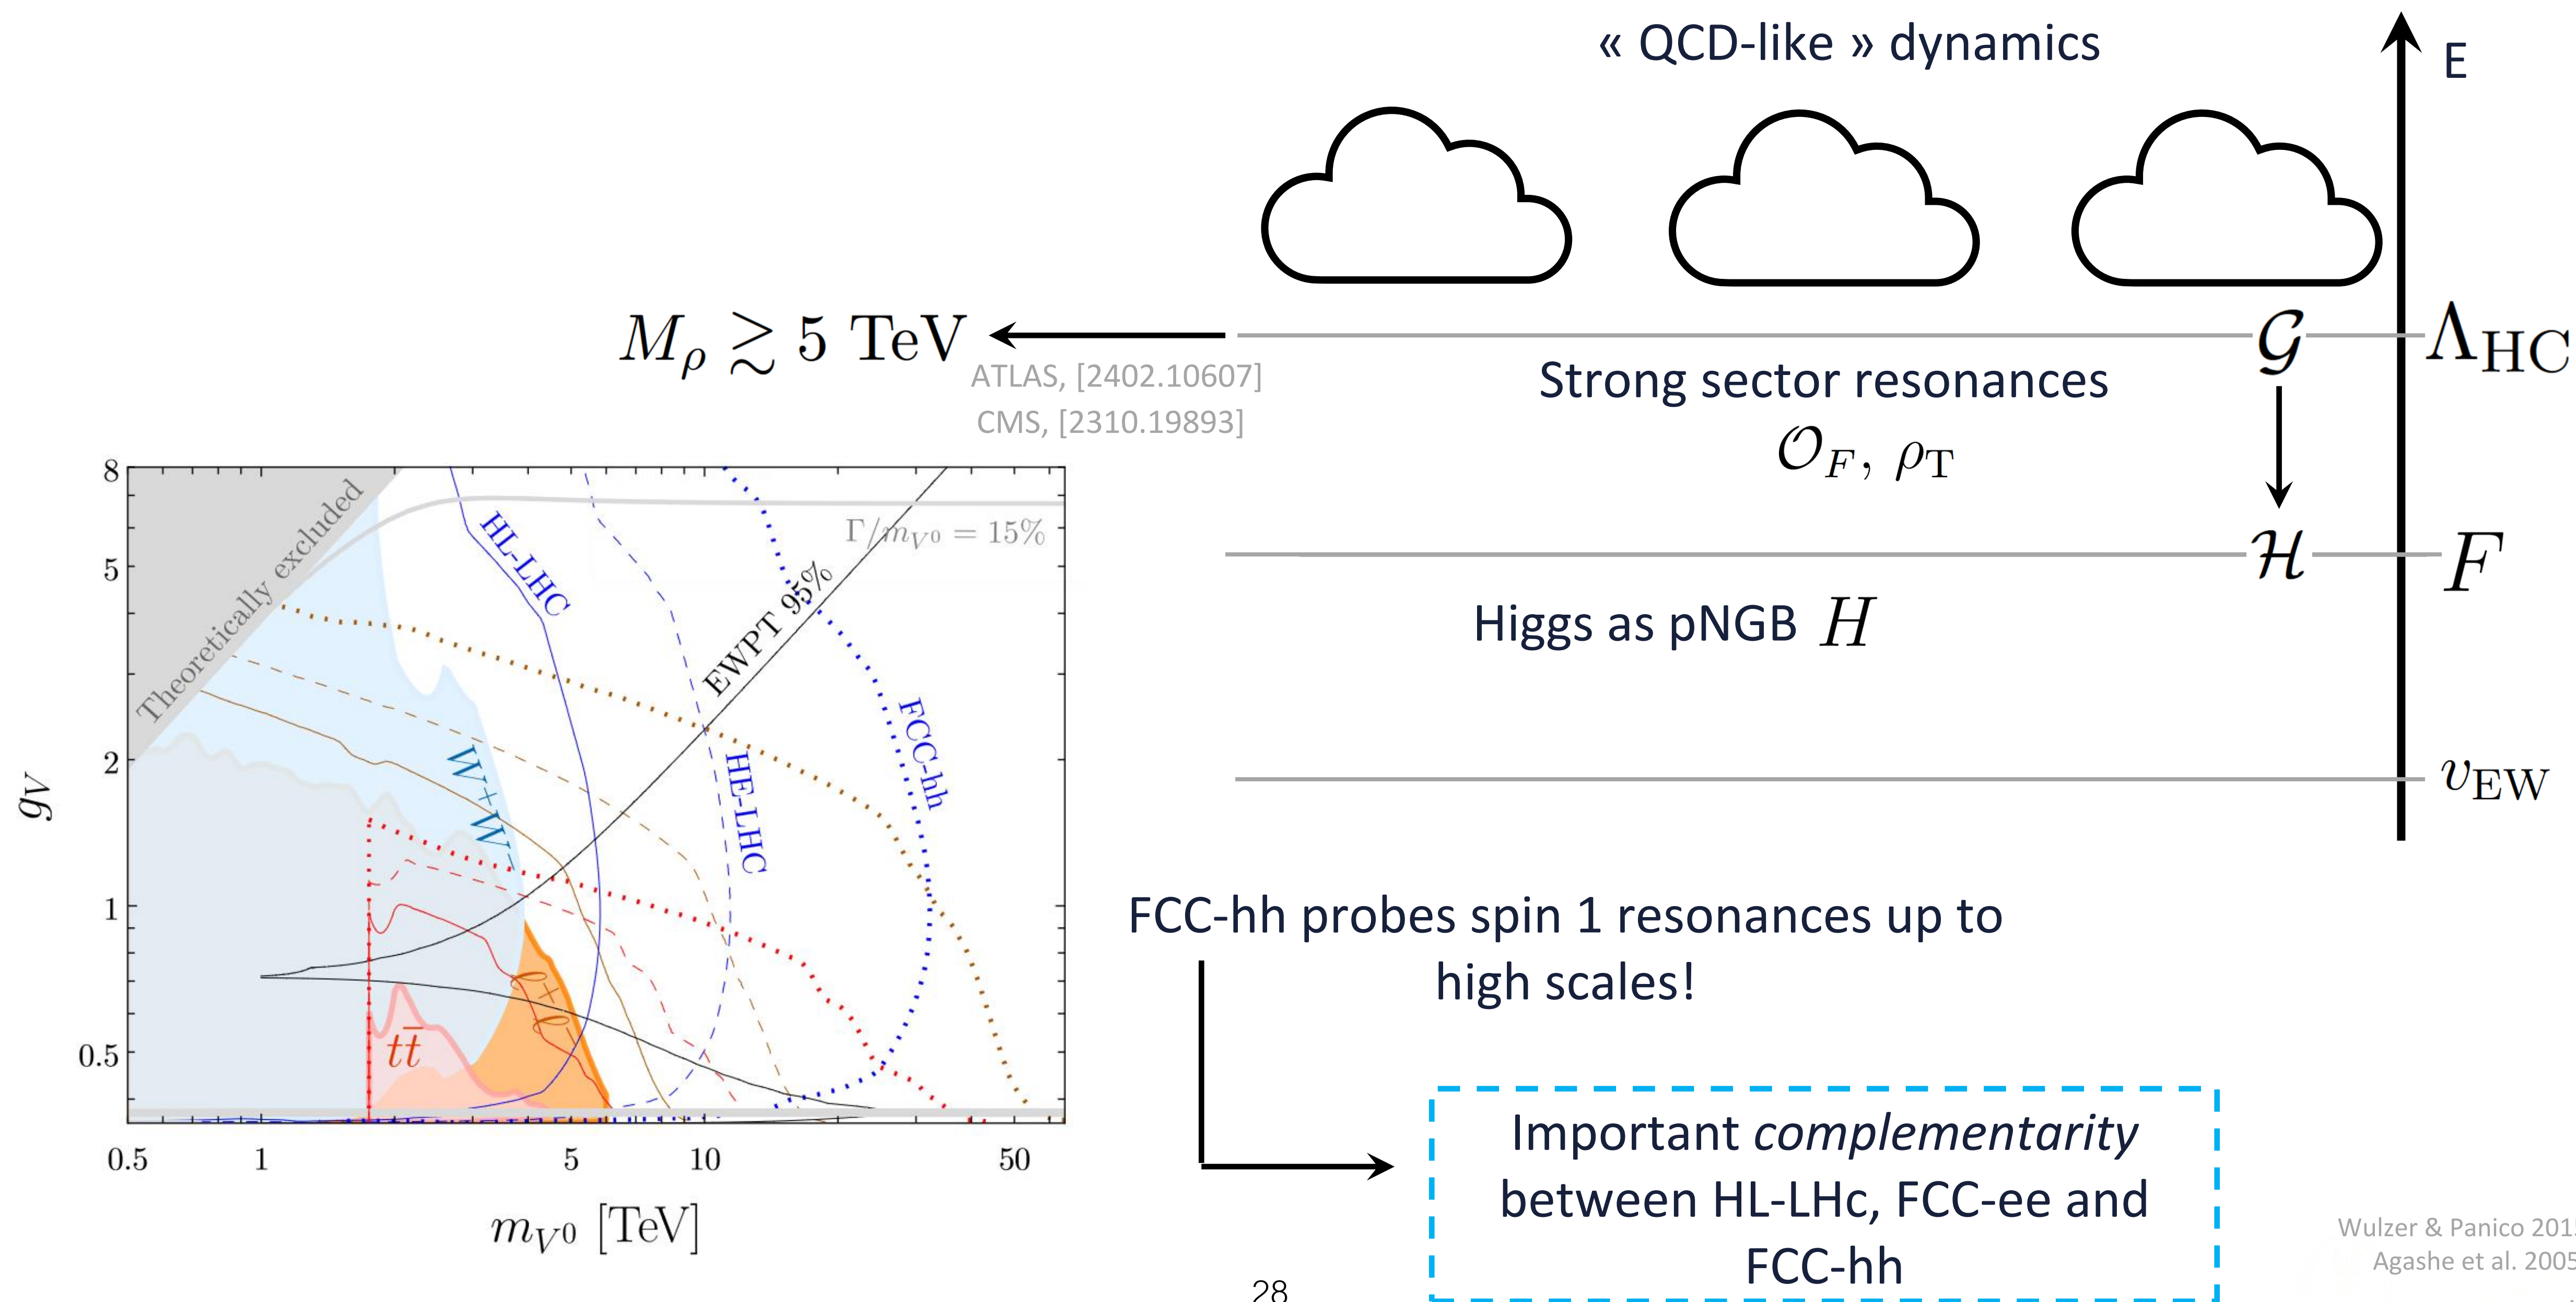 « QCD-like » dynamics
E
M_ρ ≳ 5 TeV
𝒢
Λ_HC
ATLAS, [2402.10607]
CMS, [2310.19893]
Strong sector resonances
𝒪_F, ρ_T
ℋ
F
Higgs as pNGB H
v_EW
8
5
2
1
0.5
g_V
Theoretically excluded
HL-LHC
Γ/m_V⁰ = 15%
EWPT 95%
FCC-hh
HE-LHC
W⁺W⁻
ℓ⁺ℓ⁻
tt̄
0.5 1 5 10 50
m_V⁰ [TeV]
FCC-hh probes spin 1 resonances up to
high scales!
Important complementarity
between HL-LHc, FCC-ee and
FCC-hh
Wulzer & Panico 201
Agashe et al. 2005
28